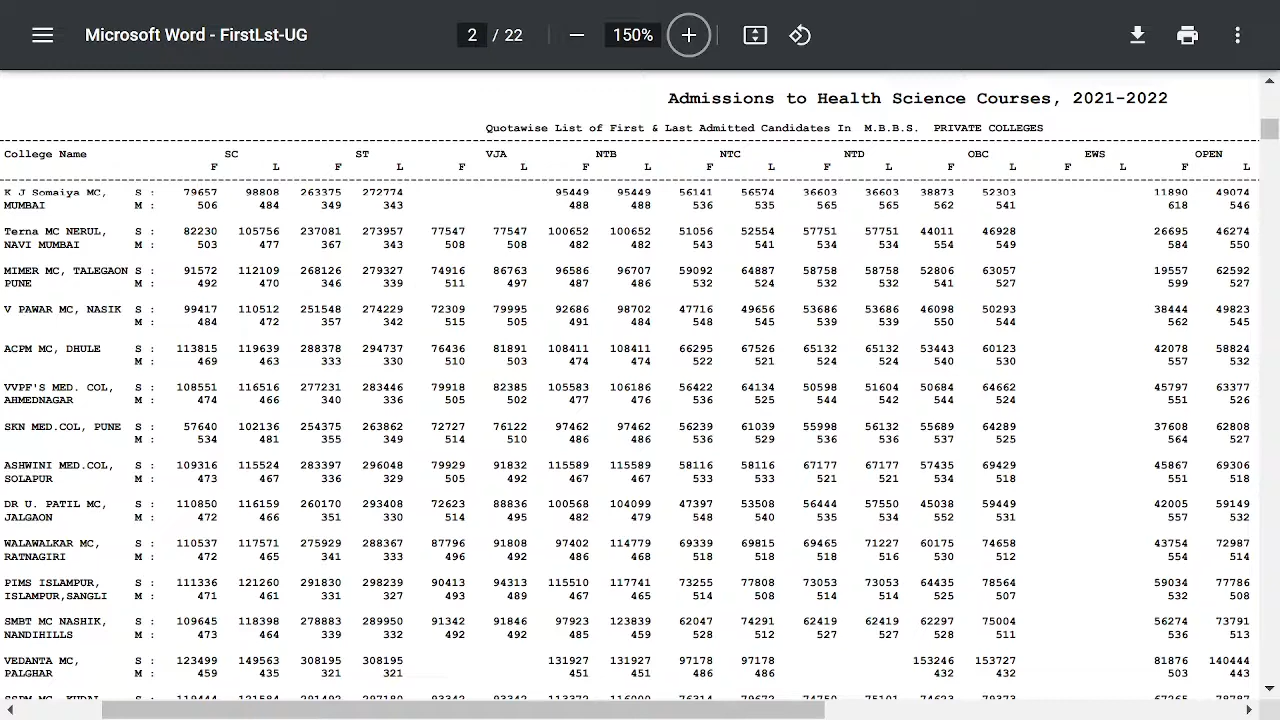 Microsoft Word - FirstLst-UG 2 / 22 150%
Admissions to Health Science Courses, 2021-2022
Quotawise List of First & Last Admitted Candidates In M.B.B.S. PRIVATE COLLEGES
College Name SC ST VJA NTB NTC NTD OBC EWS OPEN
F L F L F L F L F L F L F L F L F L
K J Somaiya MC, S : 79657 98808 263375 272774 95449 95449 56141 56574 36603 36603 38873 52303 11890 49074
MUMBAI M : 506 484 349 343 488 488 536 535 565 565 562 541 618 546
Terna MC NERUL, S : 82230 105756 237081 273957 77547 77547 100652 100652 51056 52554 57751 57751 44011 46928 26695 46274
NAVI MUMBAI M : 503 477 367 343 508 508 482 482 543 541 534 534 554 549 584 550
MIMER MC, TALEGAON S : 91572 112109 268126 279327 74916 86763 96586 96707 59092 64887 58758 58758 52806 63057 19557 62592
PUNE M : 492 470 346 339 511 497 487 486 532 524 532 532 541 527 599 527
V PAWAR MC, NASIK S : 99417 110512 251548 274229 72309 79995 92686 98702 47716 49656 53686 53686 46098 50293 38444 49823
M : 484 472 357 342 515 505 491 484 548 545 539 539 550 544 562 545
ACPM MC, DHULE S : 113815 119639 288378 294737 76436 81891 108411 108411 66295 67526 65132 65132 53443 60123 42078 58824
M : 469 463 333 330 510 503 474 474 522 521 524 524 540 530 557 532
VVPF'S MED. COL, S : 108551 116516 277231 283446 79918 82385 105583 106186 56422 64134 50598 51604 50684 64662 45797 63377
AHMEDNAGAR M : 474 466 340 336 505 502 477 476 536 525 544 542 544 524 551 526
SKN MED.COL, PUNE S : 57640 102136 254375 263862 72727 76122 97462 97462 56239 61039 55998 56132 55689 64289 37608 62808
M : 534 481 355 349 514 510 486 486 536 529 536 536 537 525 564 527
ASHWINI MED.COL, S : 109316 115524 283397 296048 79929 91832 115589 115589 58116 58116 67177 67177 57435 69429 45867 69306
SOLAPUR M : 473 467 336 329 505 492 467 467 533 533 521 521 534 518 551 518
DR U. PATIL MC, S : 110850 116159 260170 293408 72623 88836 100568 104099 47397 53508 56444 57550 45038 59449 42005 59149
JALGAON M : 472 466 351 330 514 495 482 479 548 540 535 534 552 531 557 532
WALAWALKAR MC, S : 110537 117571 275929 288367 87796 91808 97402 114779 69339 69815 69465 71227 60175 74658 43754 72987
RATNAGIRI M : 472 465 341 333 496 492 486 468 518 518 518 516 530 512 554 514
PIMS ISLAMPUR, S : 111336 121260 291830 298239 90413 94313 115510 117741 73255 77808 73053 73053 64435 78564 59034 77786
ISLAMPUR,SANGLI M : 471 461 331 327 493 489 467 465 514 508 514 514 525 507 532 508
SMBT MC NASHIK, S : 109645 118398 278883 289950 91342 91846 97923 123839 62047 74291 62419 62419 62297 75004 56274 73791
NANDIHILLS M : 473 464 339 332 492 492 485 459 528 512 527 527 528 511 536 513
VEDANTA MC, S : 123499 149563 308195 308195 131927 131927 97178 97178 153246 153727 81876 140444
PALGHAR M : 459 435 321 321 451 451 486 486 432 432 503 443